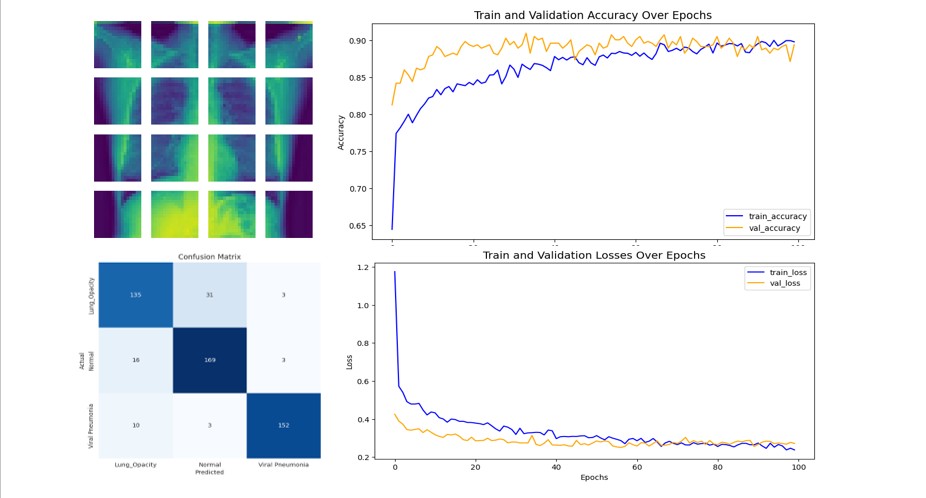 Train and Validation Accuracy Over Epochs
0.90
0.85
0.80
0.75
0.70
0.65
Accuracy
train_accuracy
val_accuracy
Confusion Matrix
Lung_Opacity
Actual
Normal
Viral Pneumonia
135 31 3
16 169 3
10 3 152
Lung_Opacity Normal Viral Pneumonia
Predicted
Train and Validation Losses Over Epochs
1.2
1.0
0.8
0.6
0.4
0.2
Loss
train_loss
val_loss
0 20 40 60 80 100
Epochs